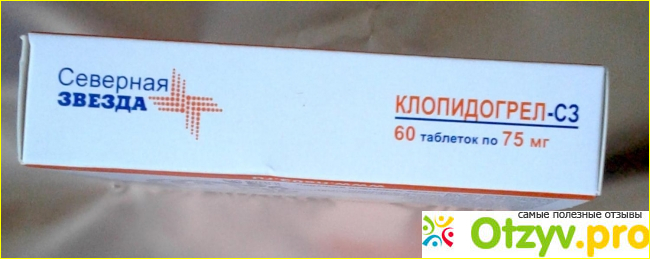 Северная
ЗВЕЗДА
КЛОПИДОГРЕЛ-СЗ
60 таблеток по 75 мг
самые полезные отзывы
Otzyv.pro